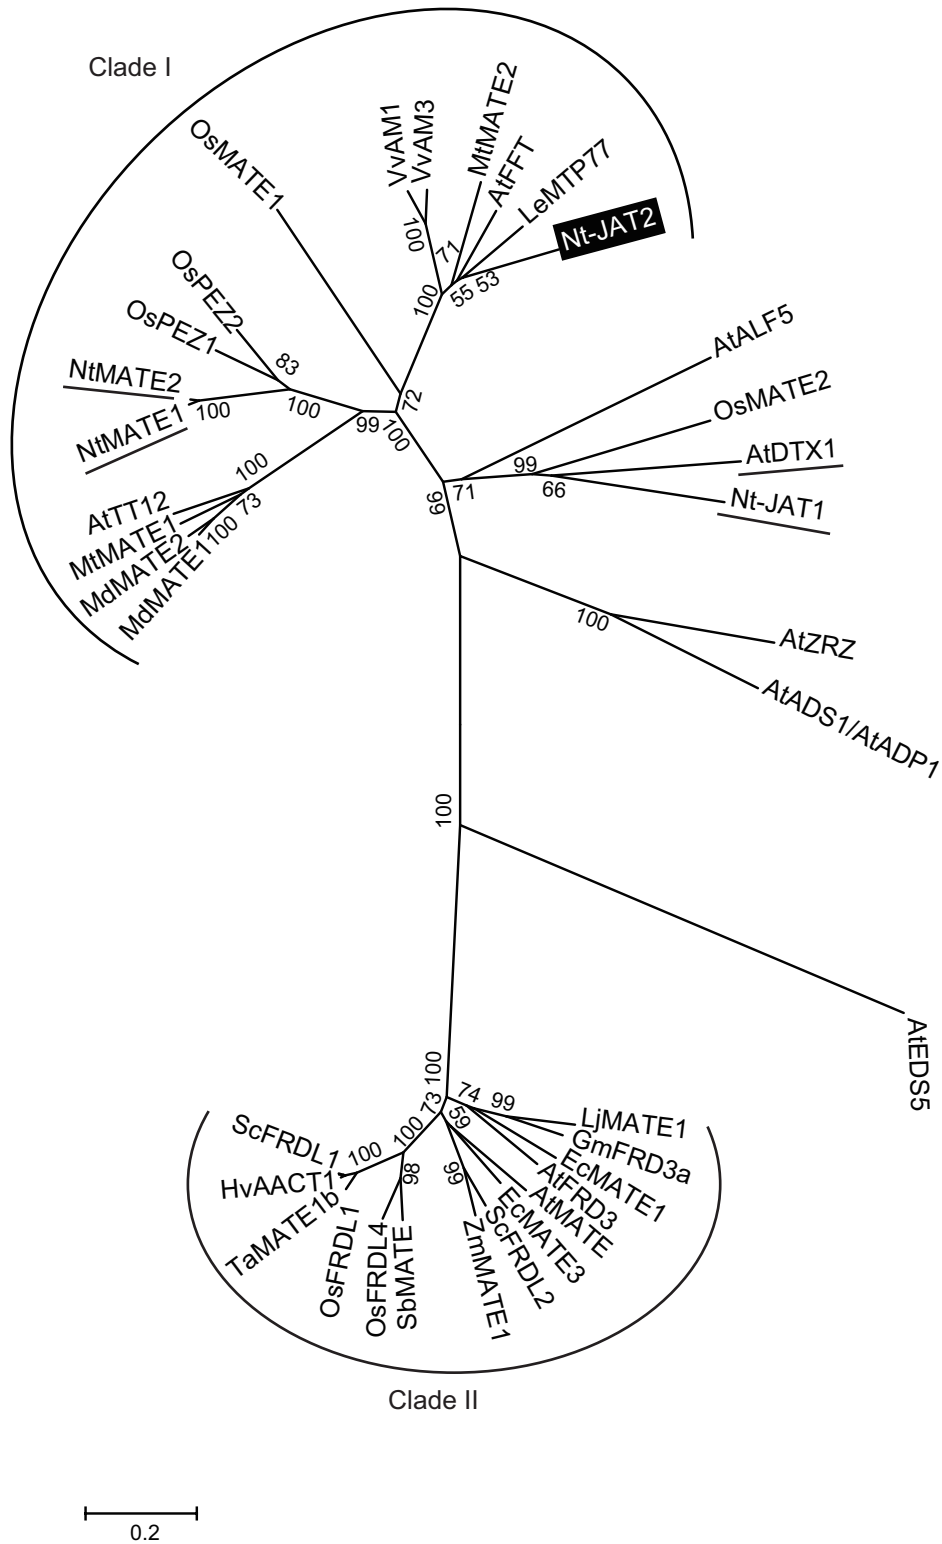 Clade I
OsMATE1
VvAM1
VvAM3
MtMATE2
AtFFT
LeMTP77
Nt-JAT2
100
71
55
53
100
OsPEZ2
OsPEZ1
83
NtMATE2
NtMATE1
100
100
99
72
100
AtTT12
MtMATE1
MdMATE2
MdMATE1
100
73
100
AtALF5
OsMATE2
AtDTX1
Nt-JAT1
99
66
71
99
AtZRZ
AtADS1/AtADP1
100
100
AtEDS5
100
73
74
99
59
LjMATE1
GmFRD3a
EcMATE1
AtFRD3
AtMATE
EcMATE3
ScFRDL2
ZmMATE1
99
100
100
98
ScFRDL1
HvAACT1
TaMATE1b
OsFRDL1
OsFRDL4
SbMATE
Clade II
0.2